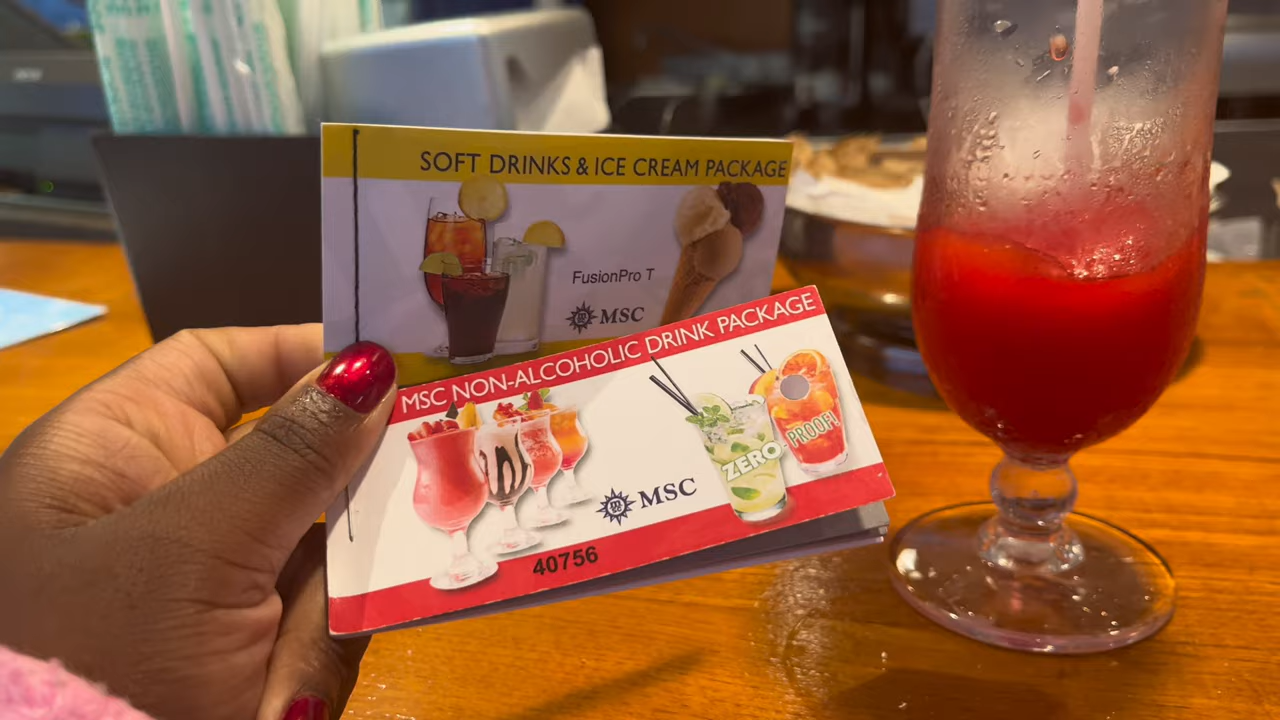 SOFT DRINKS & ICE CREAM PACKAGE
FusionPro T
MSC
MSC NON-ALCOHOLIC DRINK PACKAGE
ZERO-PROOF!
MSC
40756